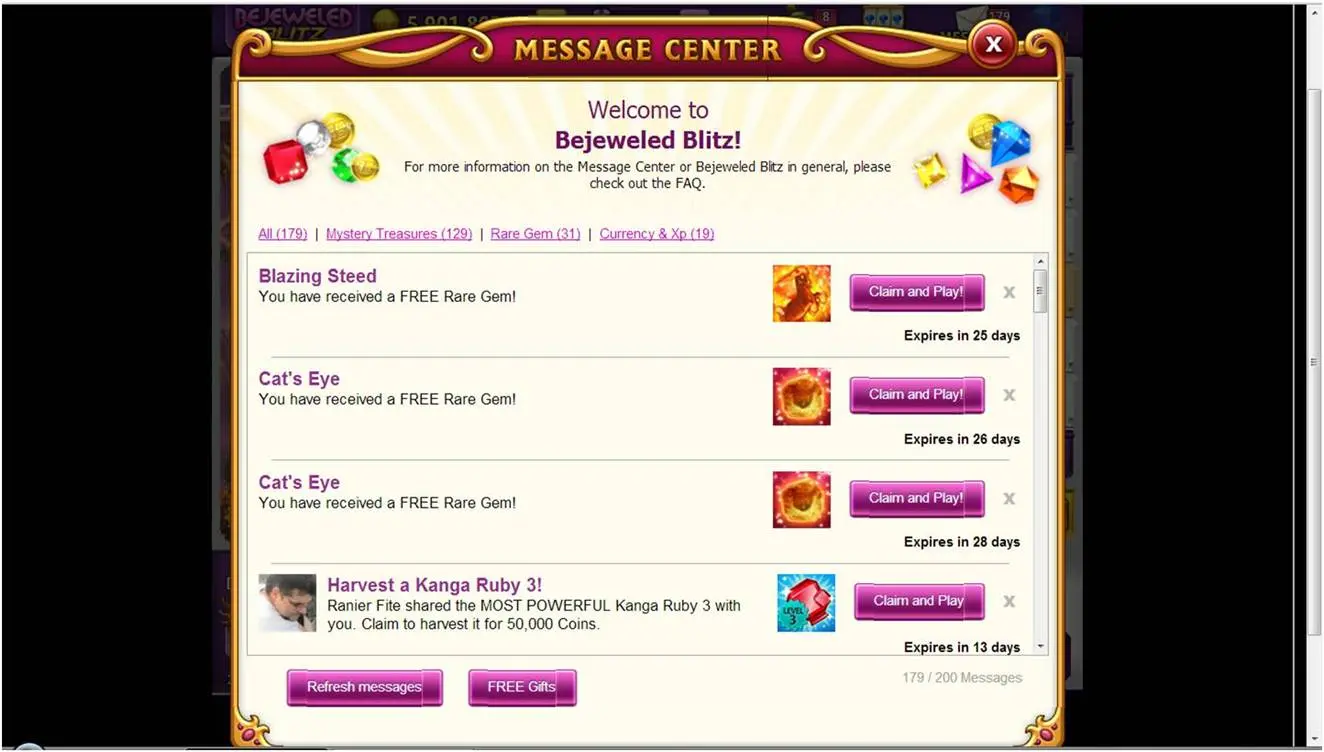 BEJEWELED
BLITZ
8
179
MESSAGE CENTER
X
Welcome to
Bejeweled Blitz!
For more information on the Message Center or Bejeweled Blitz in general, please
check out the FAQ.
All (179) | Mystery Treasures (129) | Rare Gem (31) | Currency & Xp (19)
Blazing Steed
You have received a FREE Rare Gem!
Claim and Play!
X
Expires in 25 days
Cat's Eye
You have received a FREE Rare Gem!
Claim and Play!
X
Expires in 26 days
Cat's Eye
You have received a FREE Rare Gem!
Claim and Play!
X
Expires in 28 days
Harvest a Kanga Ruby 3!
Ranier Fite shared the MOST POWERFUL Kanga Ruby 3 with
you. Claim to harvest it for 50,000 Coins.
LEVEL
3
Claim and Play
X
Expires in 13 days
Refresh messages
FREE Gifts
179 / 200 Messages